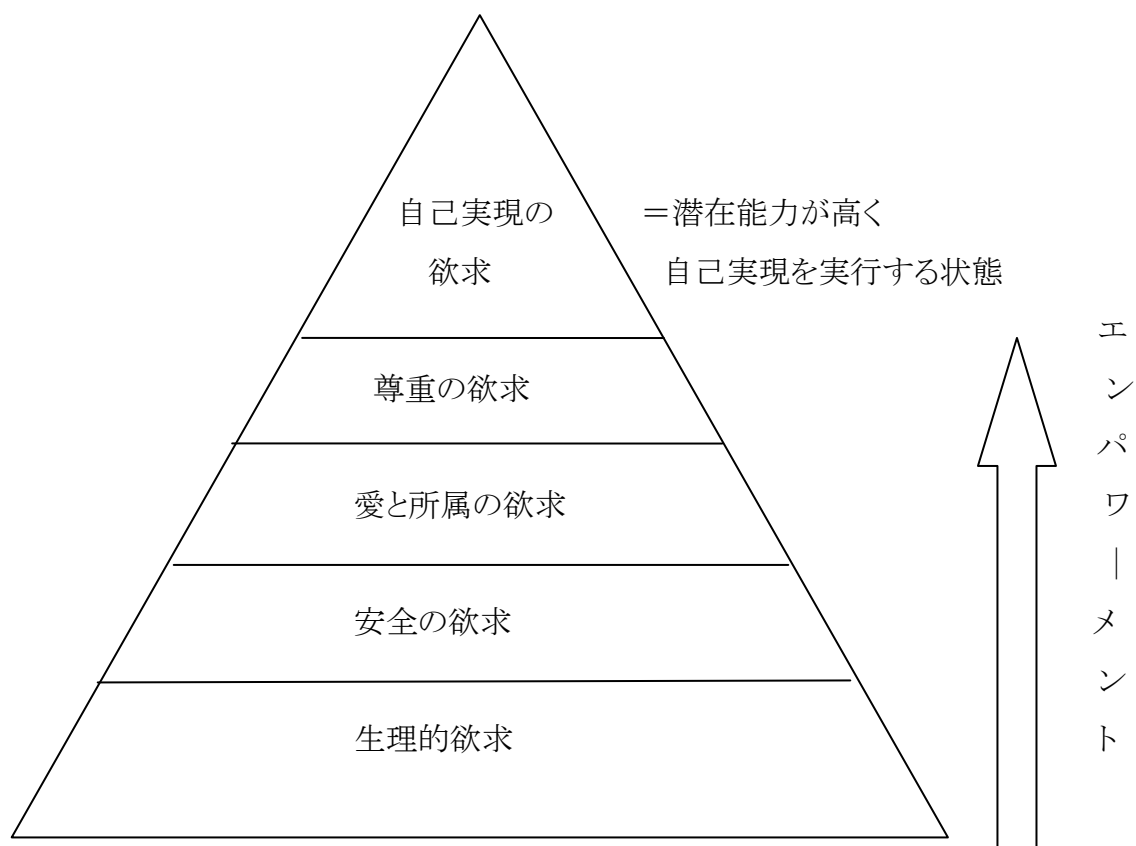 自己実現の
欲求
＝潜在能力が高く
自己実現を実行する状態
尊重の欲求
愛と所属の欲求
安全の欲求
生理的欲求
エンパワーメント